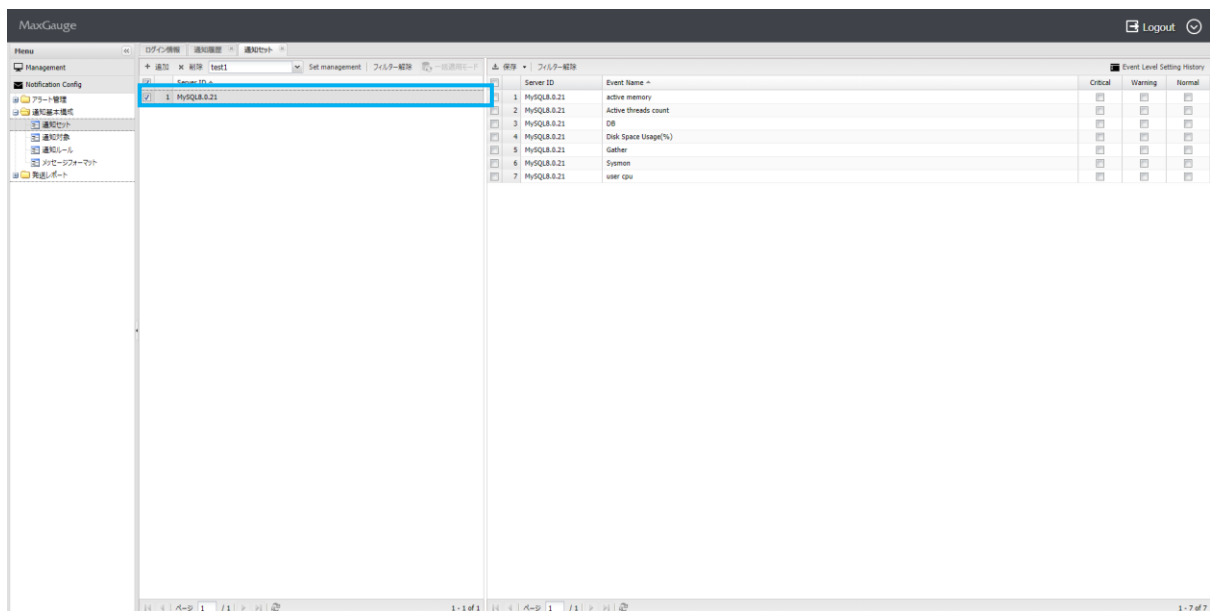 MaxGauge
Logout
Menu
ログイン情報 通知履歴 通知セット
Management
+ 追加 × 削除 test1 Set management フィルター解除 一括適用モード
保存 フィルター解除 Event Level Setting History
Notification Config
Server ID
Server ID Event Name Critical Warning Normal
アラート管理
通知基本構成
通知セット
通知対象
通知ルール
メッセージフォーマット
発送レポート
1 MySQL8.0.21
1 MySQL8.0.21 active memory
2 MySQL8.0.21 Active threads count
3 MySQL8.0.21 DB
4 MySQL8.0.21 Disk Space Usage(%)
5 MySQL8.0.21 Gather
6 MySQL8.0.21 Sysmon
7 MySQL8.0.21 user cpu
ページ 1 / 1 1 - 1 of 1
ページ 1 / 1 1 - 7 of 7